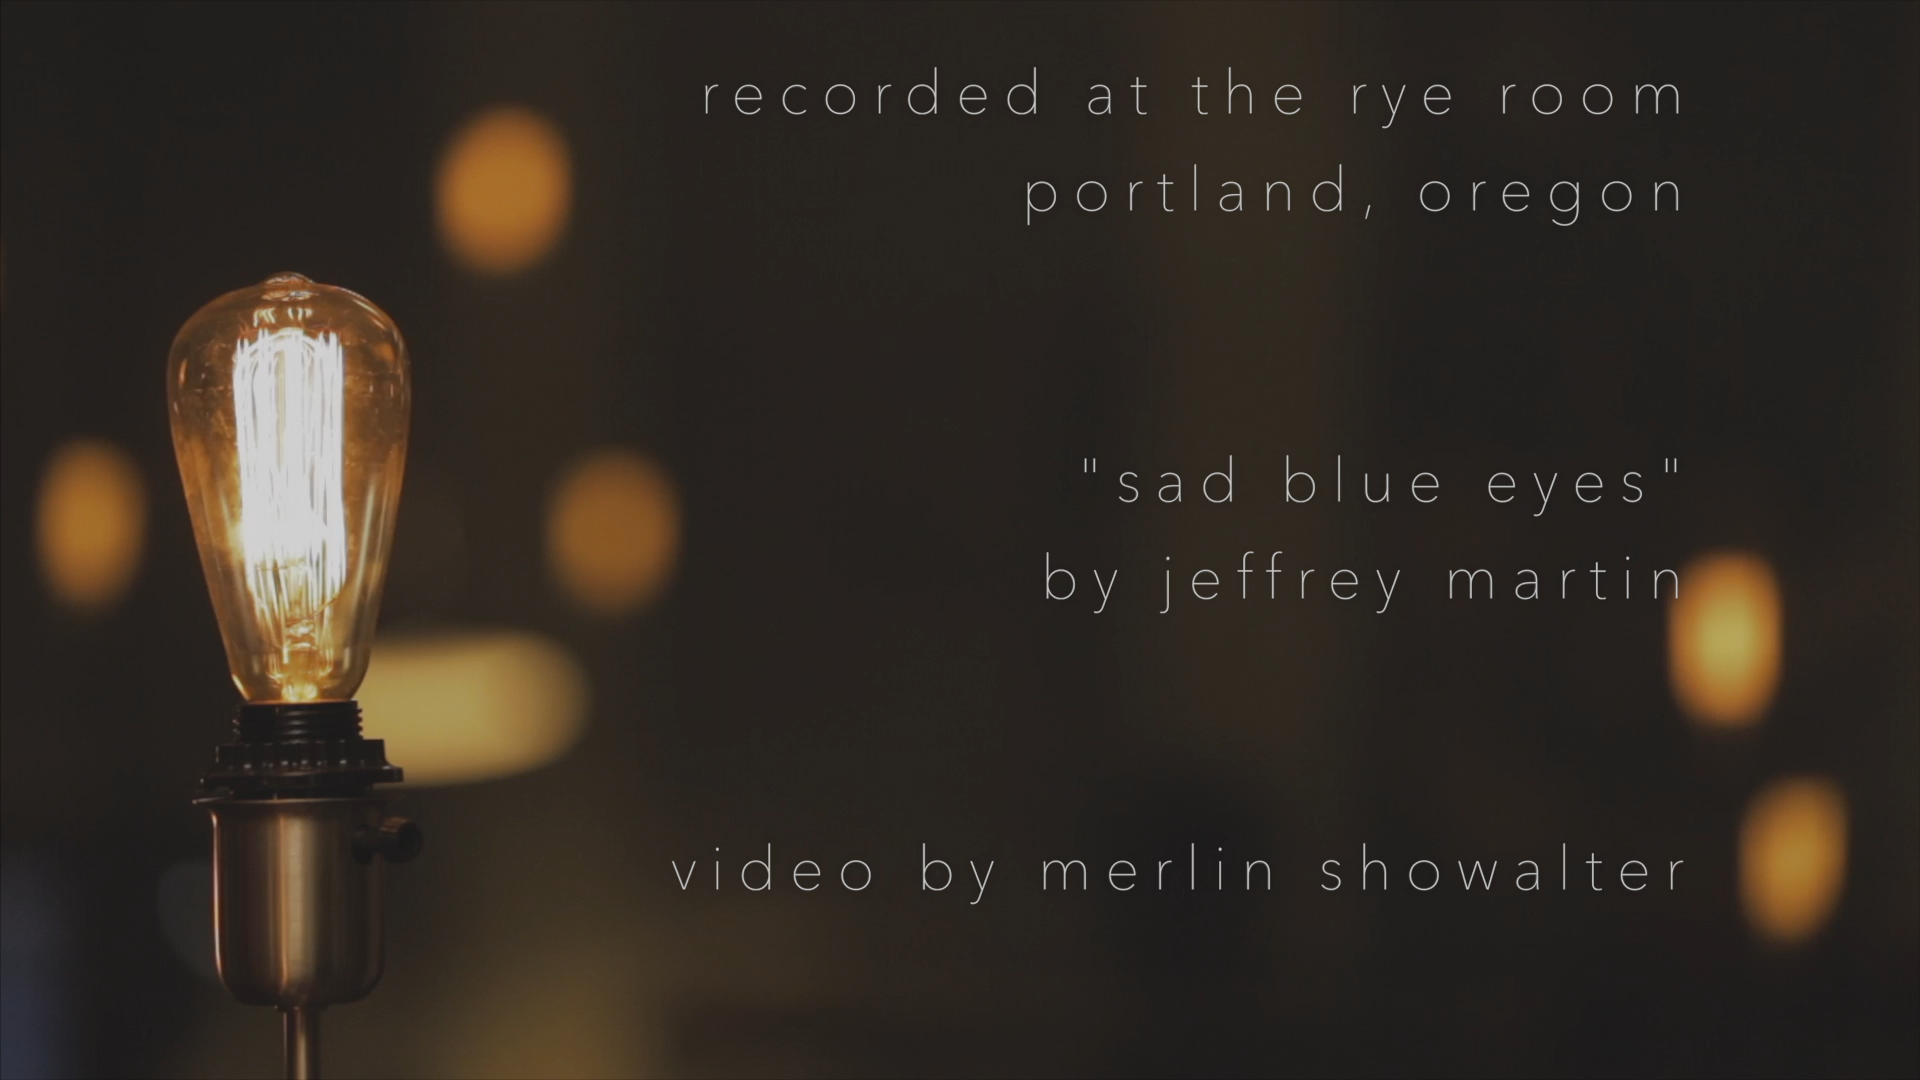 recorded at the rye room
portland, oregon
"sad blue eyes"
by jeffrey martin
video by merlin showalter